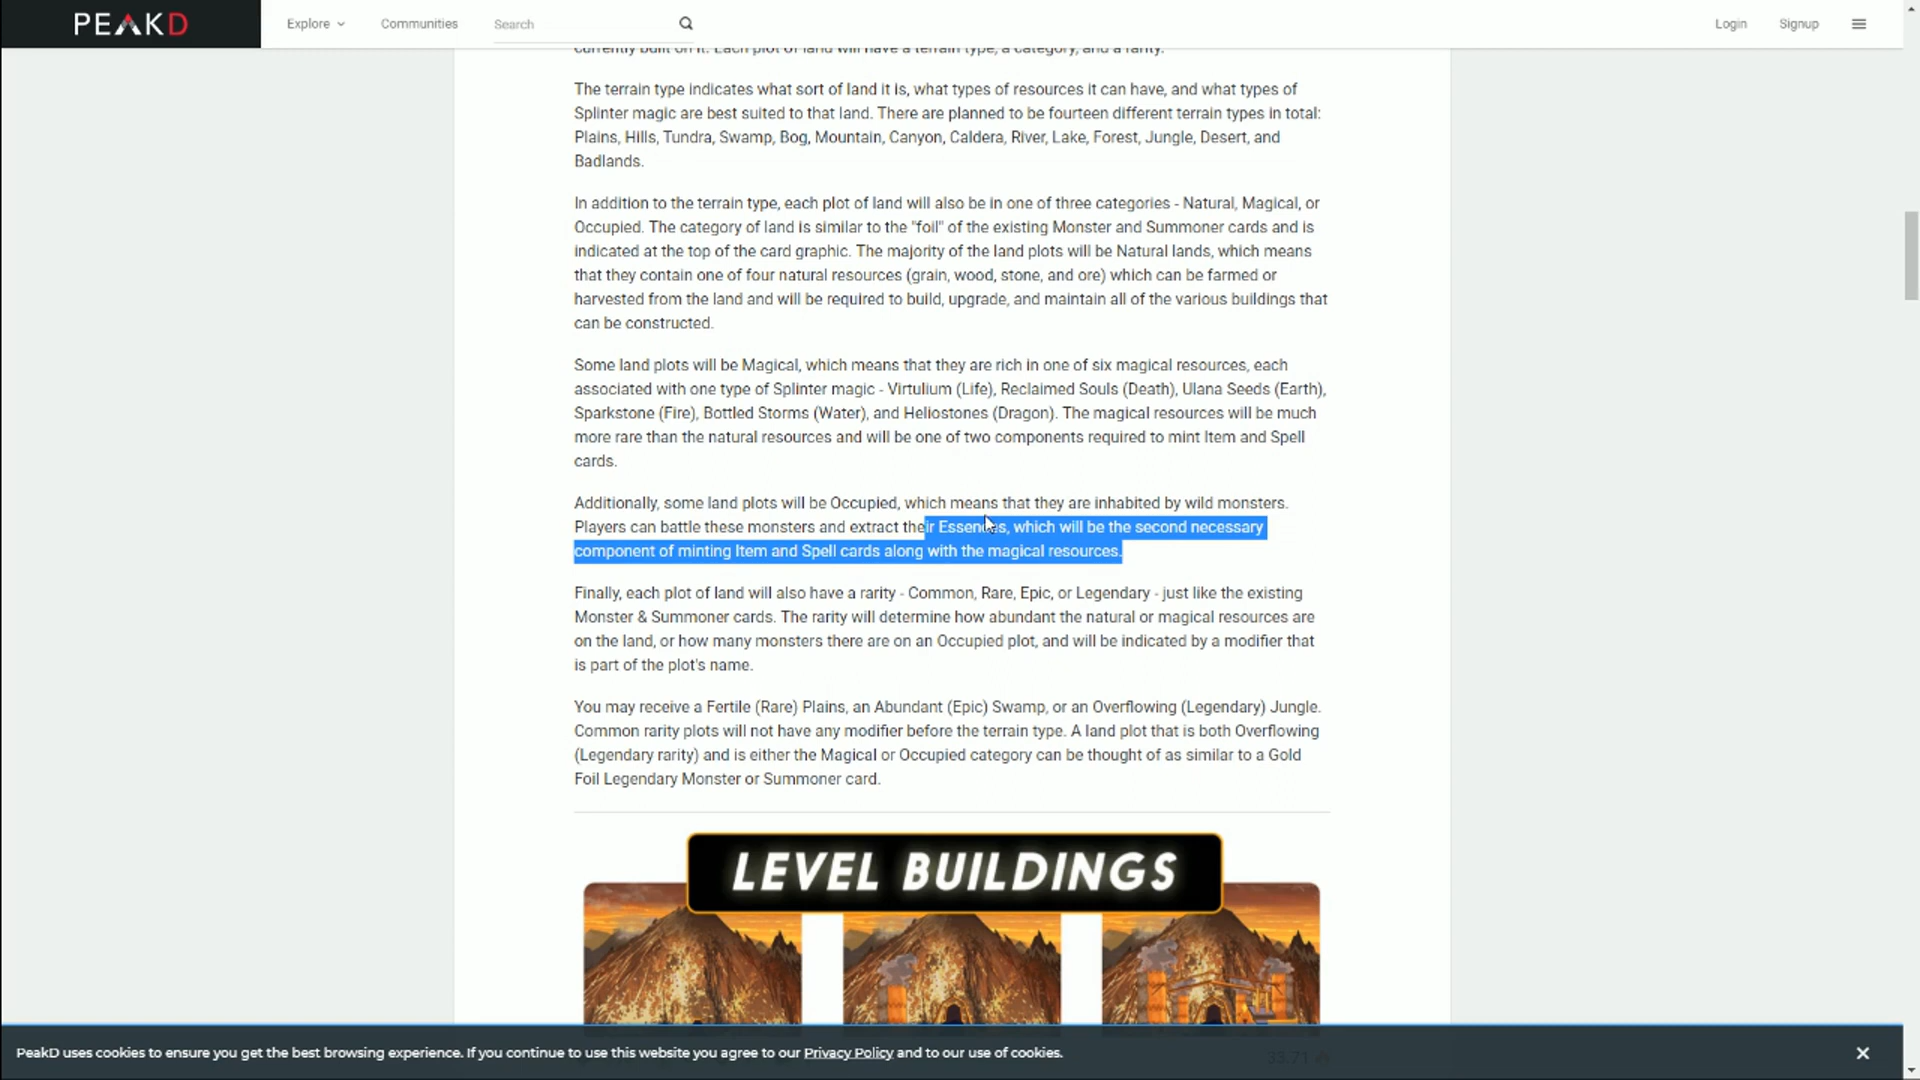 PEAKD
Explore
Communities
Search
Login
Signup
currently built on it. Each plot of land will have a terrain type, a category, and a rarity.
The terrain type indicates what sort of land it is, what types of resources it can have, and what types of
Splinter magic are best suited to that land. There are planned to be fourteen different terrain types in total:
Plains, Hills, Tundra, Swamp, Bog, Mountain, Canyon, Caldera, River, Lake, Forest, Jungle, Desert, and
Badlands.
In addition to the terrain type, each plot of land will also be in one of three categories - Natural, Magical, or
Occupied. The category of land is similar to the "foil" of the existing Monster and Summoner cards and is
indicated at the top of the card graphic. The majority of the land plots will be Natural lands, which means
that they contain one of four natural resources (grain, wood, stone, and ore) which can be farmed or
harvested from the land and will be required to build, upgrade, and maintain all of the various buildings that
can be constructed.
Some land plots will be Magical, which means that they are rich in one of six magical resources, each
associated with one type of Splinter magic - Virtulium (Life), Reclaimed Souls (Death), Ulana Seeds (Earth),
Sparkstone (Fire), Bottled Storms (Water), and Heliostones (Dragon). The magical resources will be much
more rare than the natural resources and will be one of two components required to mint Item and Spell
cards.
Additionally, some land plots will be Occupied, which means that they are inhabited by wild monsters.
Players can battle these monsters and extract their Essences, which will be the second necessary
component of minting Item and Spell cards along with the magical resources.
Finally, each plot of land will also have a rarity - Common, Rare, Epic, or Legendary - just like the existing
Monster & Summoner cards. The rarity will determine how abundant the natural or magical resources are
on the land, or how many monsters there are on an Occupied plot, and will be indicated by a modifier that
is part of the plot's name.
You may receive a Fertile (Rare) Plains, an Abundant (Epic) Swamp, or an Overflowing (Legendary) Jungle.
Common rarity plots will not have any modifier before the terrain type. A land plot that is both Overflowing
(Legendary rarity) and is either the Magical or Occupied category can be thought of as similar to a Gold
Foil Legendary Monster or Summoner card.
LEVEL BUILDINGS
PeakD uses cookies to ensure you get the best browsing experience. If you continue to use this website you agree to our Privacy Policy and to our use of cookies.
33.71